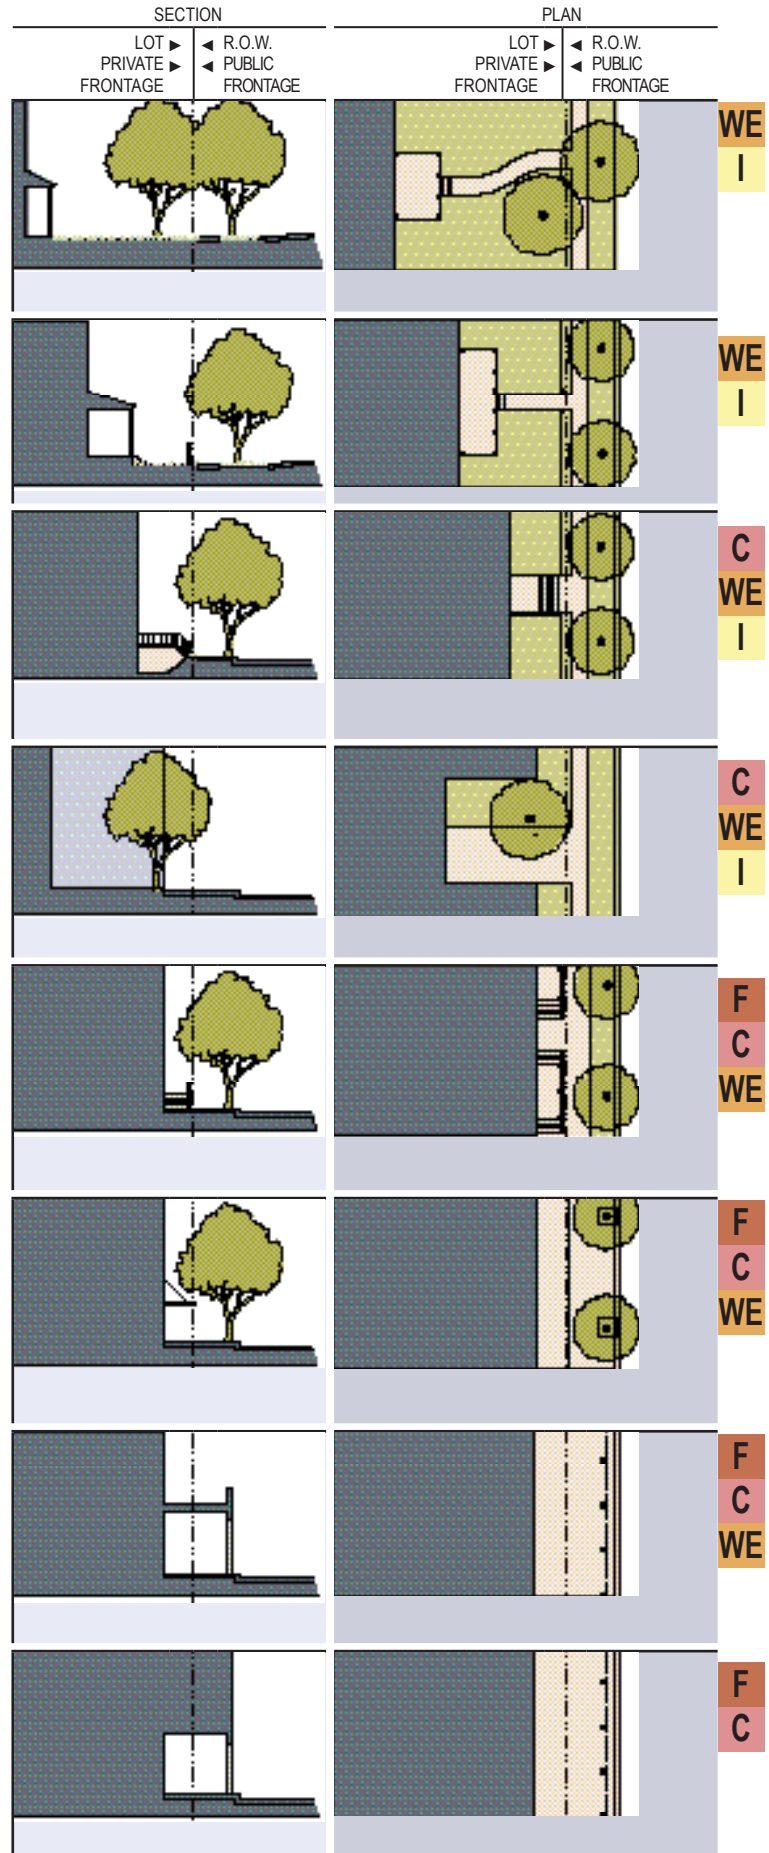 SECTION
PLAN
LOT ► ◄ R.O.W.
PRIVATE ► ◄ PUBLIC
FRONTAGE FRONTAGE
LOT ► ◄ R.O.W.
PRIVATE ► ◄ PUBLIC
FRONTAGE FRONTAGE
WE
I
WE
I
C
WE
I
C
WE
I
F
C
WE
F
C
WE
F
C
WE
F
C